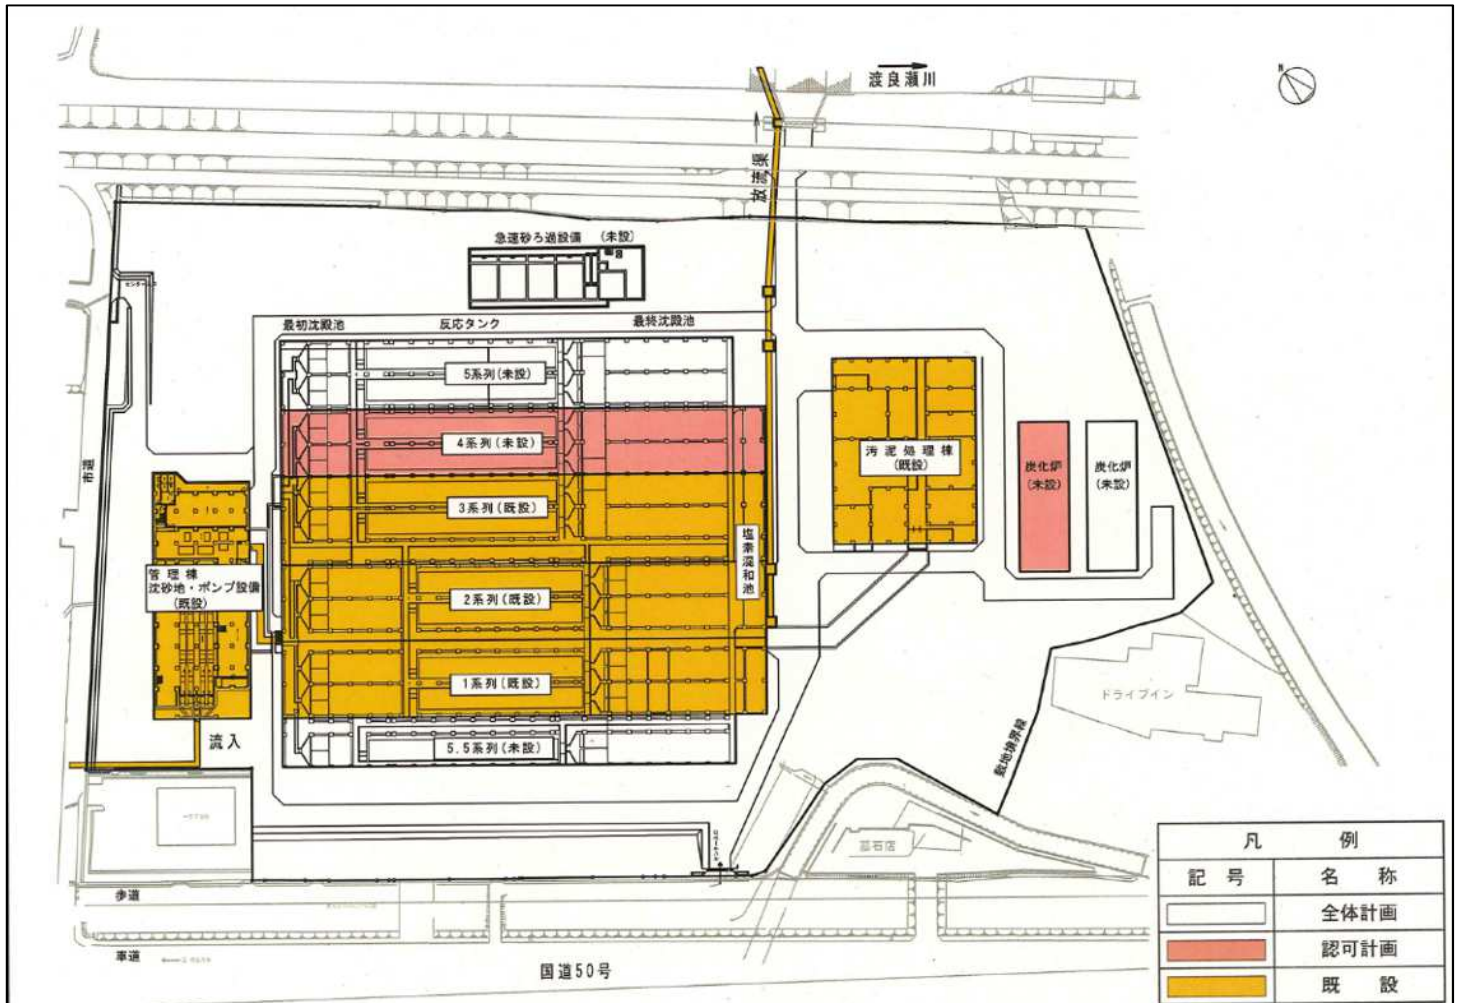 渡良瀬川
N
放流渠
急速砂ろ過設備 (未設)
最初沈殿池
反応タンク
最終沈殿池
5系列(未設)
4系列(未設)
3系列(既設)
2系列(既設)
1系列(既設)
5.5系列(未設)
塩素混和池
汚泥処理棟
(既設)
炭化炉
(未設)
炭化炉
(未設)
市道
管理棟
沈砂地・ポンプ設備
(既設)
流入
ドライブイン
敷地境界線
墓石店
歩道
車道
国道50号
凡 例
記 号
名 称
全体計画
認可計画
既 設